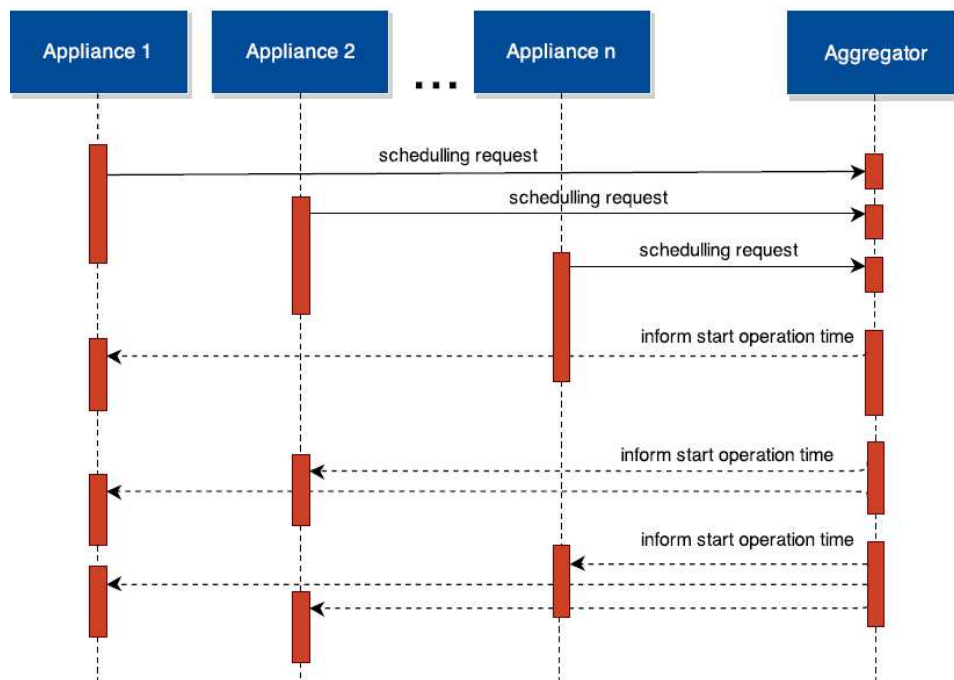 Appliance 1
Appliance 2
...
Appliance n
Aggregator
schedulling request
schedulling request
schedulling request
inform start operation time
inform start operation time
inform start operation time